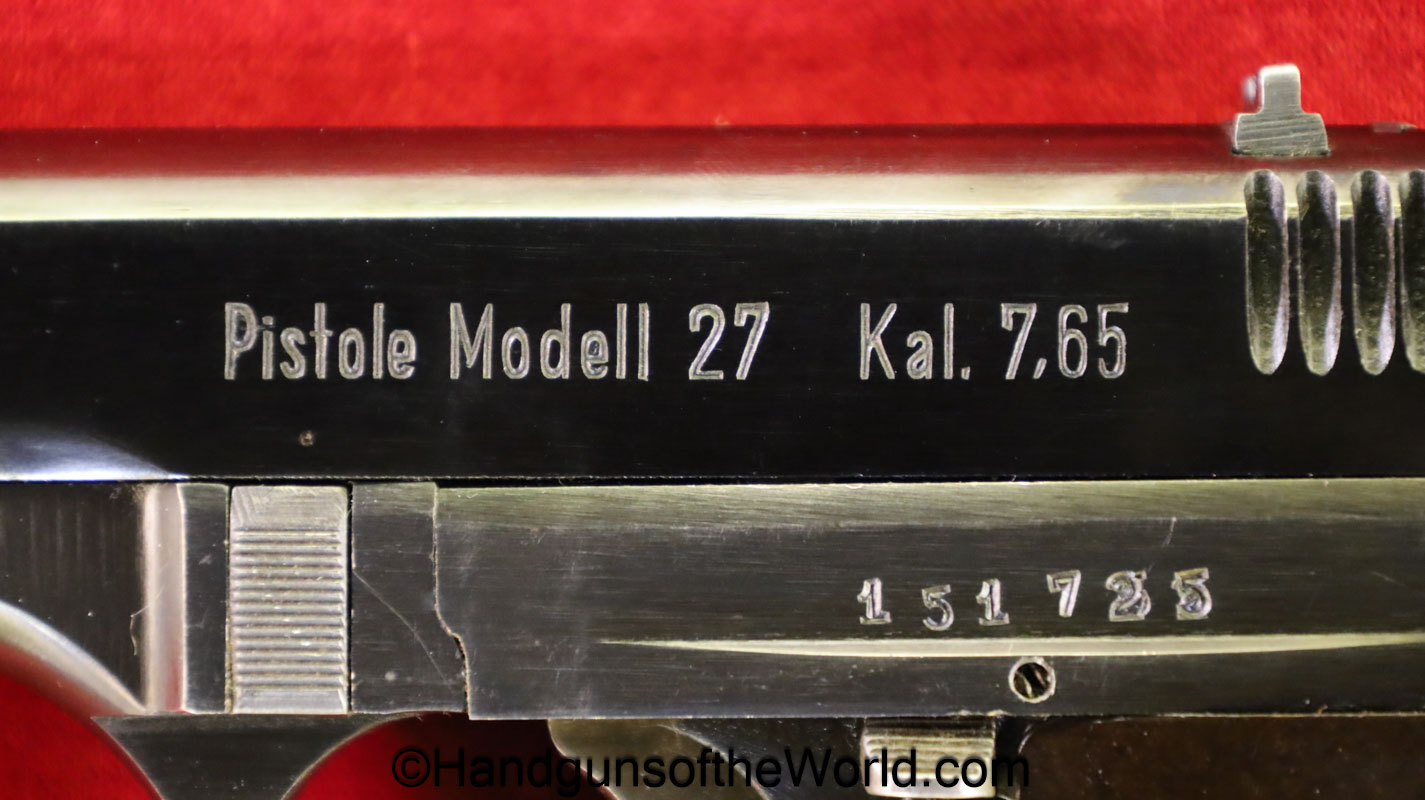 Pistole Modell 27 Kal. 7,65
151725
©HandgunsoftheWorld.com